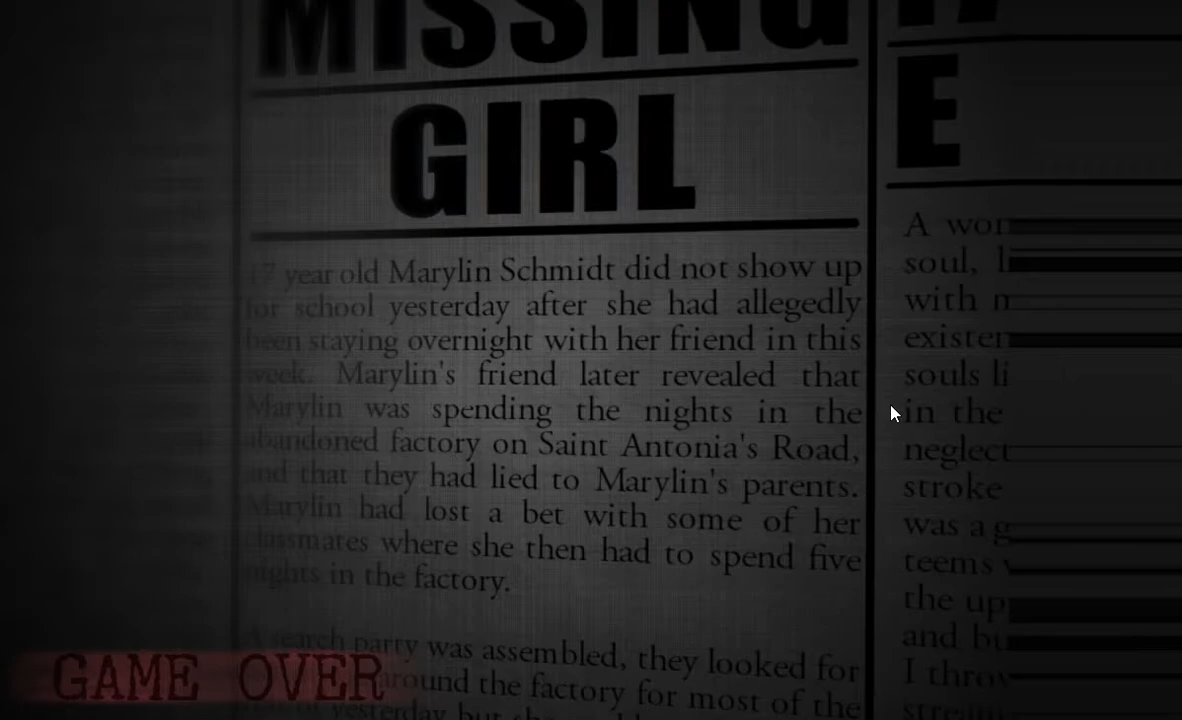 MISSING
GIRL
17 year old Marylin Schmidt did not show up
for school yesterday after she had allegedly
been staying overnight with her friend in this
week. Marylin's friend later revealed that
Marylin was spending the nights in the
abandoned factory on Saint Antonia's Road,
and that they had lied to Marylin's parents.
Marylin had lost a bet with some of her
classmates where she then had to spend five
nights in the factory.
A search party was assembled, they looked for
around the factory for most of the
yesterday but
E
A wor
soul, l
with
existen
souls li
in the
neglect
stroke
was a g
teems
the up
and bu
I throw
stream
GAME OVER